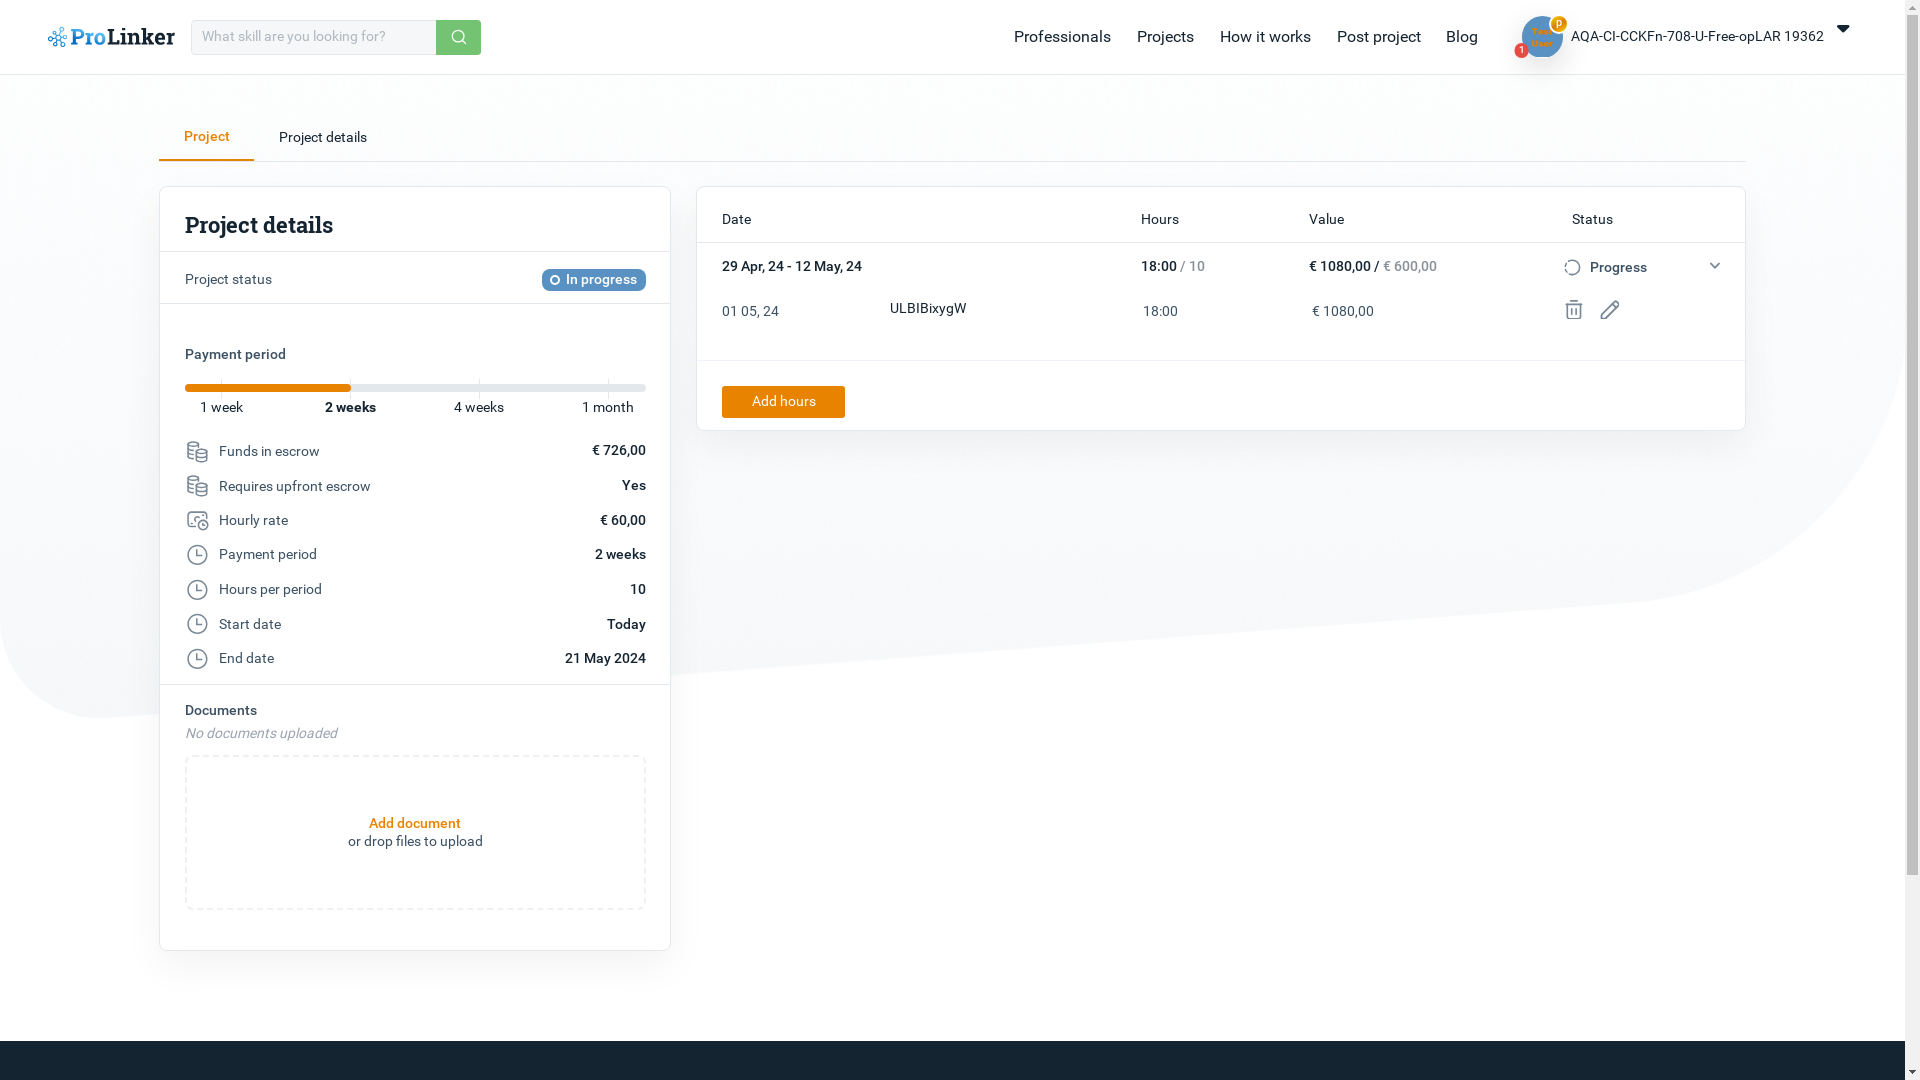 ProLinker
What skill are you looking for?
Professionals
Projects
How it works
Post project
Blog
p
Test
User
1
AQA-CI-CCKFn-708-U-Free-opLAR 19362
Project
Project details
Project details
Project status
In progress
Payment period
1 week
2 weeks
4 weeks
1 month
Funds in escrow
€ 726,00
Requires upfront escrow
Yes
Hourly rate
€ 60,00
Payment period
2 weeks
Hours per period
10
Start date
Today
End date
21 May 2024
Documents
No documents uploaded
Add document
or drop files to upload
Date
Hours
Value
Status
29 Apr, 24 - 12 May, 24
18:00 / 10
€ 1080,00 / € 600,00
Progress
01 05, 24
ULBIBixygW
18:00
€ 1080,00
Add hours